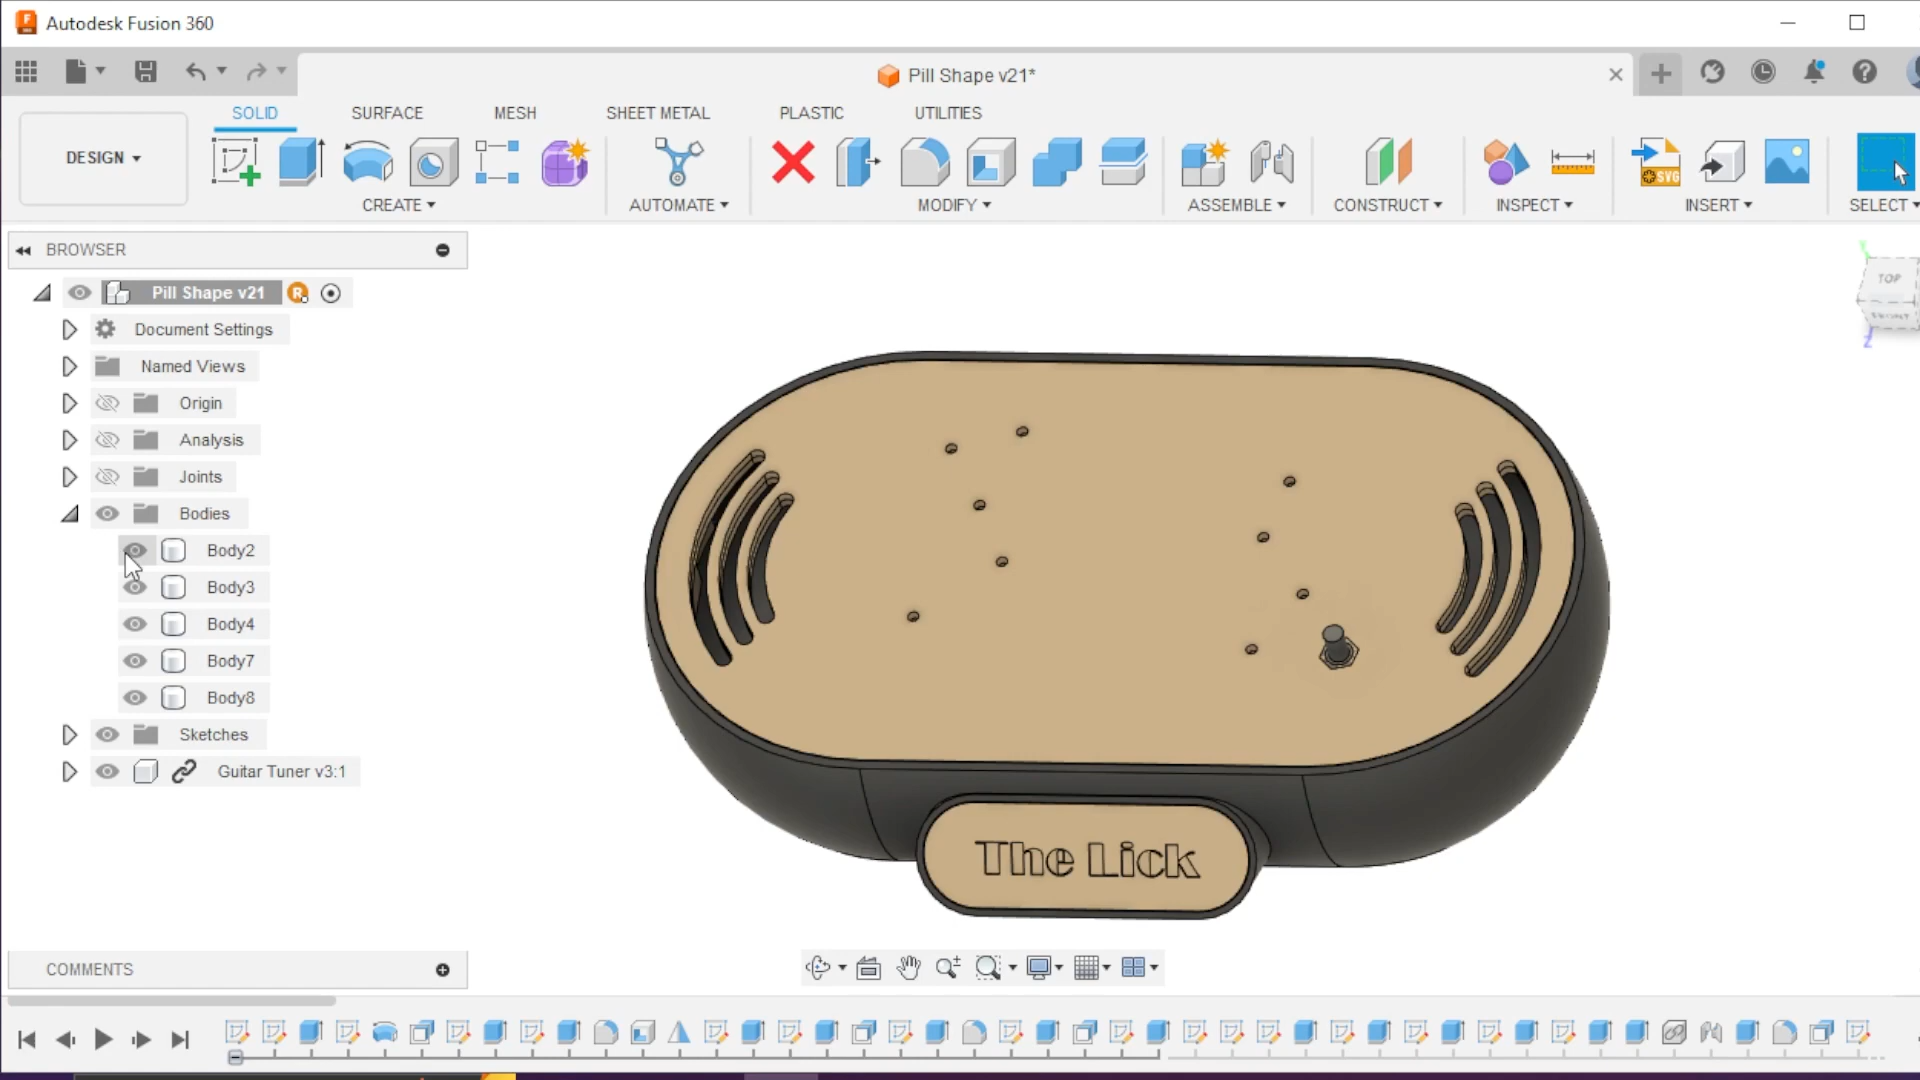 Autodesk Fusion 360
Pill Shape v21*
SOLID SURFACE MESH SHEET METAL PLASTIC UTILITIES
DESIGN
CREATE AUTOMATE MODIFY ASSEMBLE CONSTRUCT INSPECT INSERT SELECT
SVG
BROWSER
Pill Shape v21
R
Document Settings
Named Views
Origin
Analysis
Joints
Bodies
Body2
Body3
Body4
Body7
Body8
Sketches
Guitar Tuner v3:1
TOP
FRONT
Z
The Lick
COMMENTS